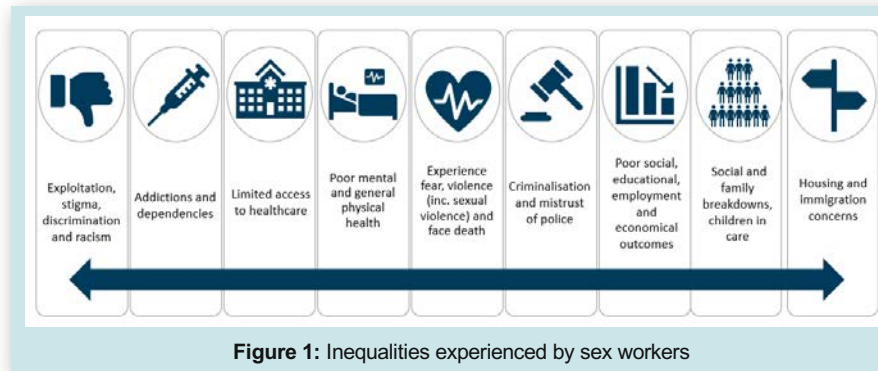 Exploitation,
stigma,
discrimination
and racism
Addictions and
dependencies
Limited access
to healthcare
Poor mental
and general
physical
health
Experience
fear, violence
(inc. sexual
violence) and
face death
Criminalisation
and mistrust
of police
Poor social,
educational,
employment
and
economical
outcomes
Social and
family
breakdowns,
children in
care
Housing and
immigration
concerns
Figure 1: Inequalities experienced by sex workers